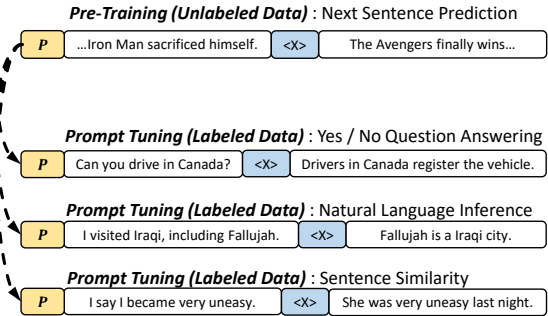 Pre-Training (Unlabeled Data) : Next Sentence Prediction
P ...Iron Man sacrificed himself. <X> The Avengers finally wins...
Prompt Tuning (Labeled Data) : Yes / No Question Answering
P Can you drive in Canada? <X> Drivers in Canada register the vehicle.
Prompt Tuning (Labeled Data) : Natural Language Inference
P I visited Iraqi, including Fallujah. <X> Fallujah is a Iraqi city.
Prompt Tuning (Labeled Data) : Sentence Similarity
P I say I became very uneasy. <X> She was very uneasy last night.